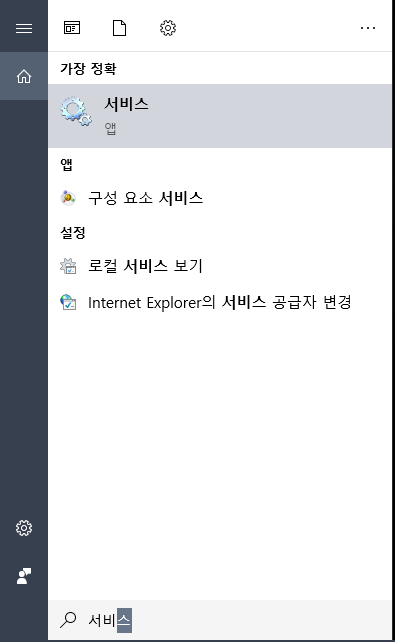 가장 정확
서비스
앱
앱
구성 요소 서비스
설정
로컬 서비스 보기
Internet Explorer의 서비스 공급자 변경
서비스